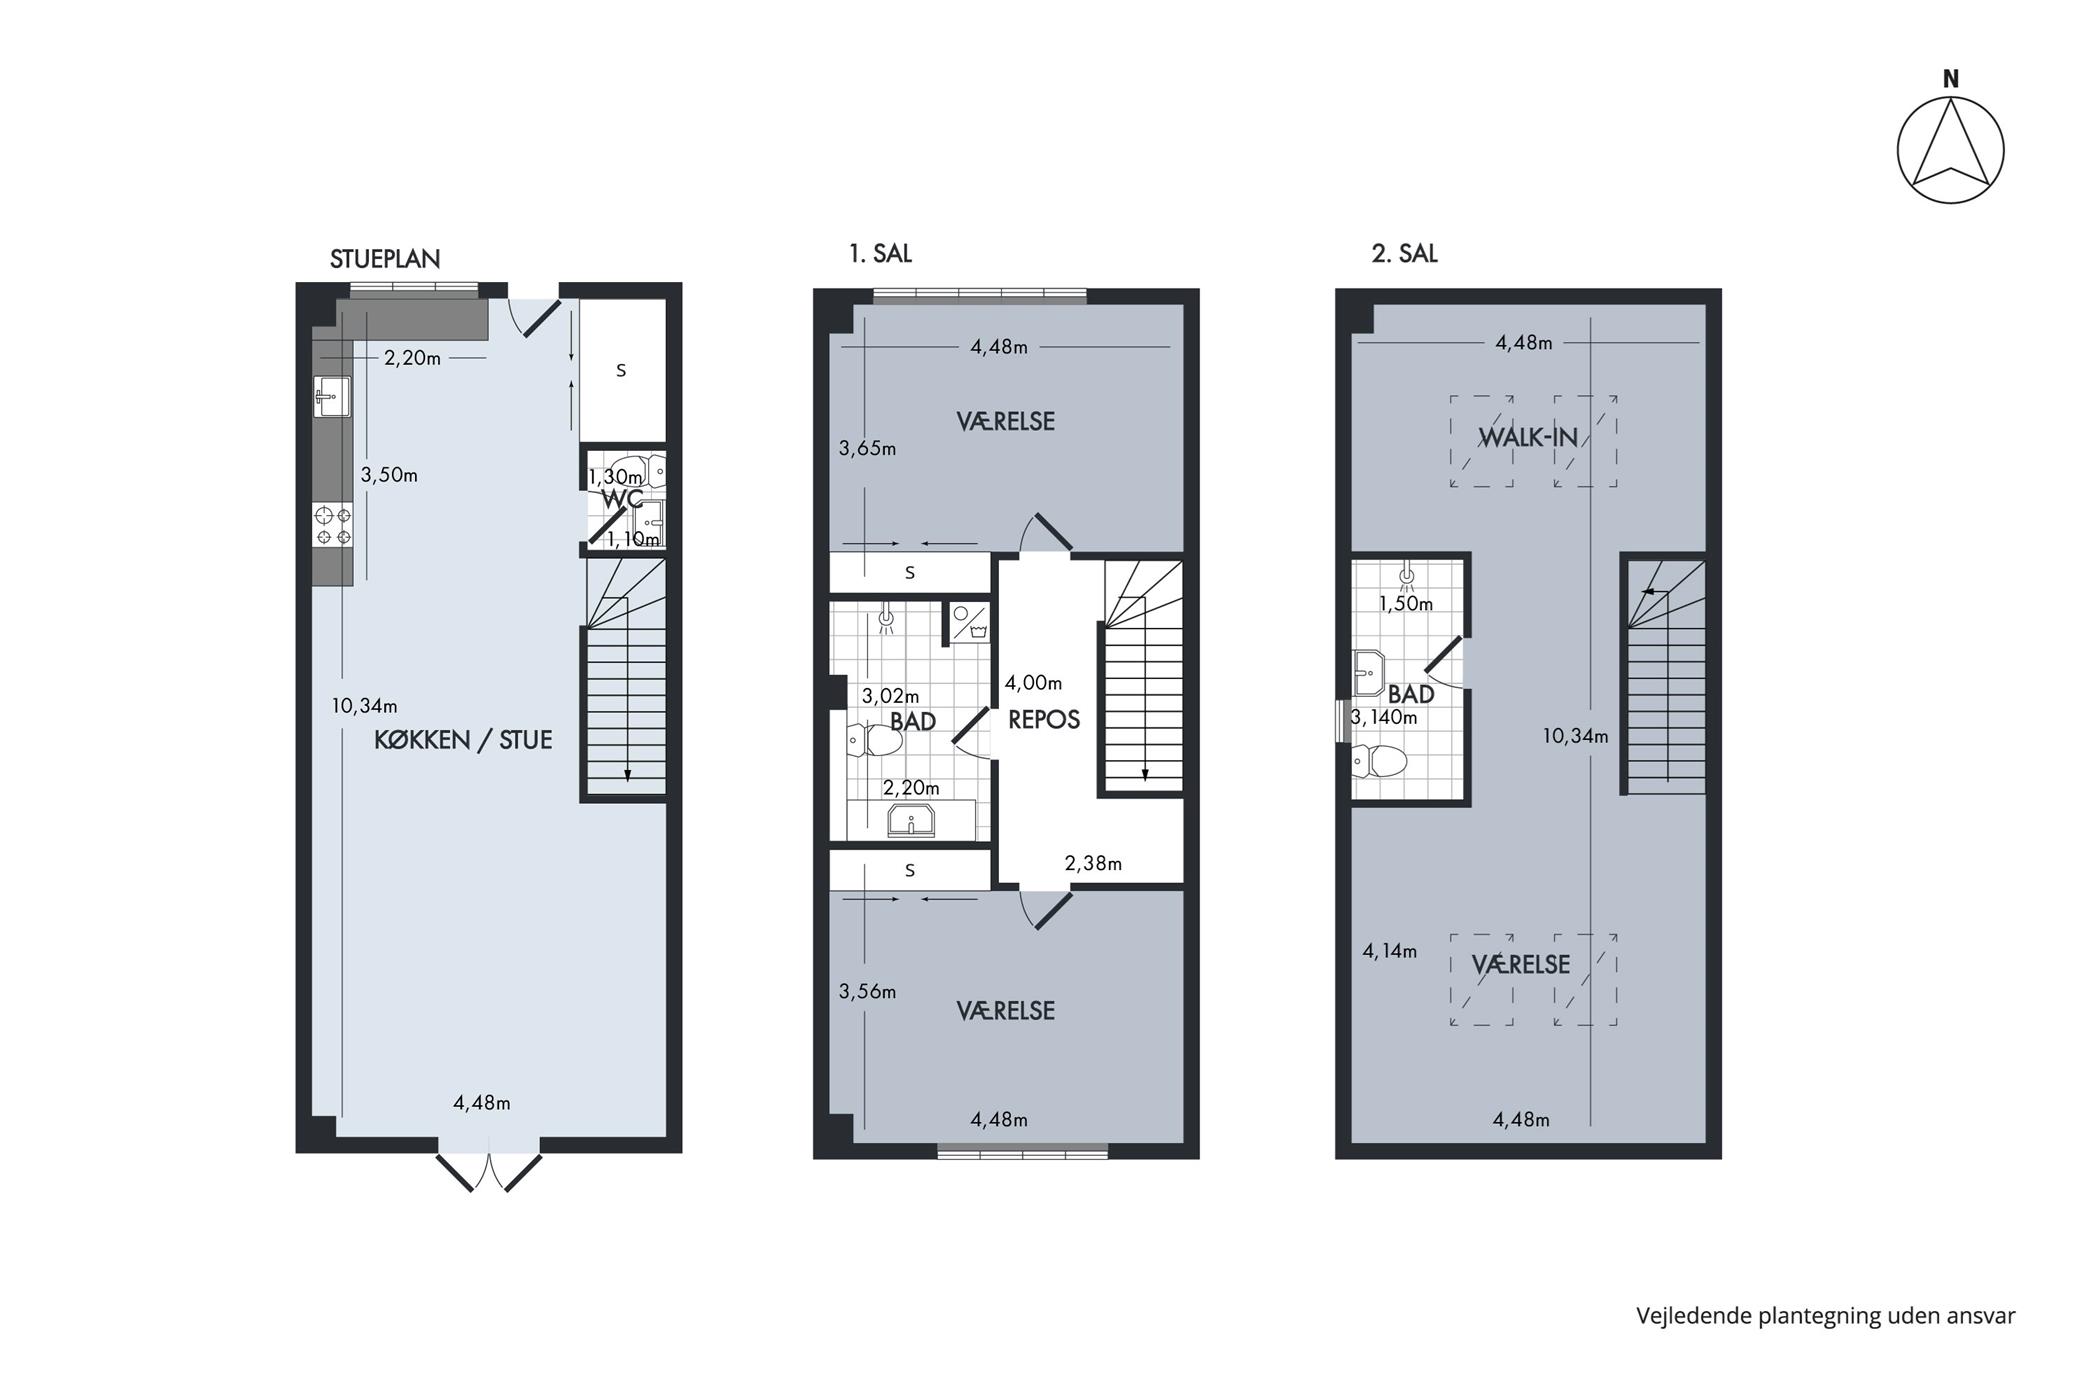 N
STUEPLAN
2,20m
S
3,50m
1,30m
WC
1,10m
10,34m
KØKKEN / STUE
4,48m
1. SAL
4,48m
VÆRELSE
3,65m
S
4,00m
3,02m
BAD
REPOS
2,20m
2,38m
S
3,56m
VÆRELSE
4,48m
2. SAL
4,48m
WALK-IN
1,50m
BAD
3,140m
10,34m
4,14m
VÆRELSE
4,48m
Vejledende plantegning uden ansvar